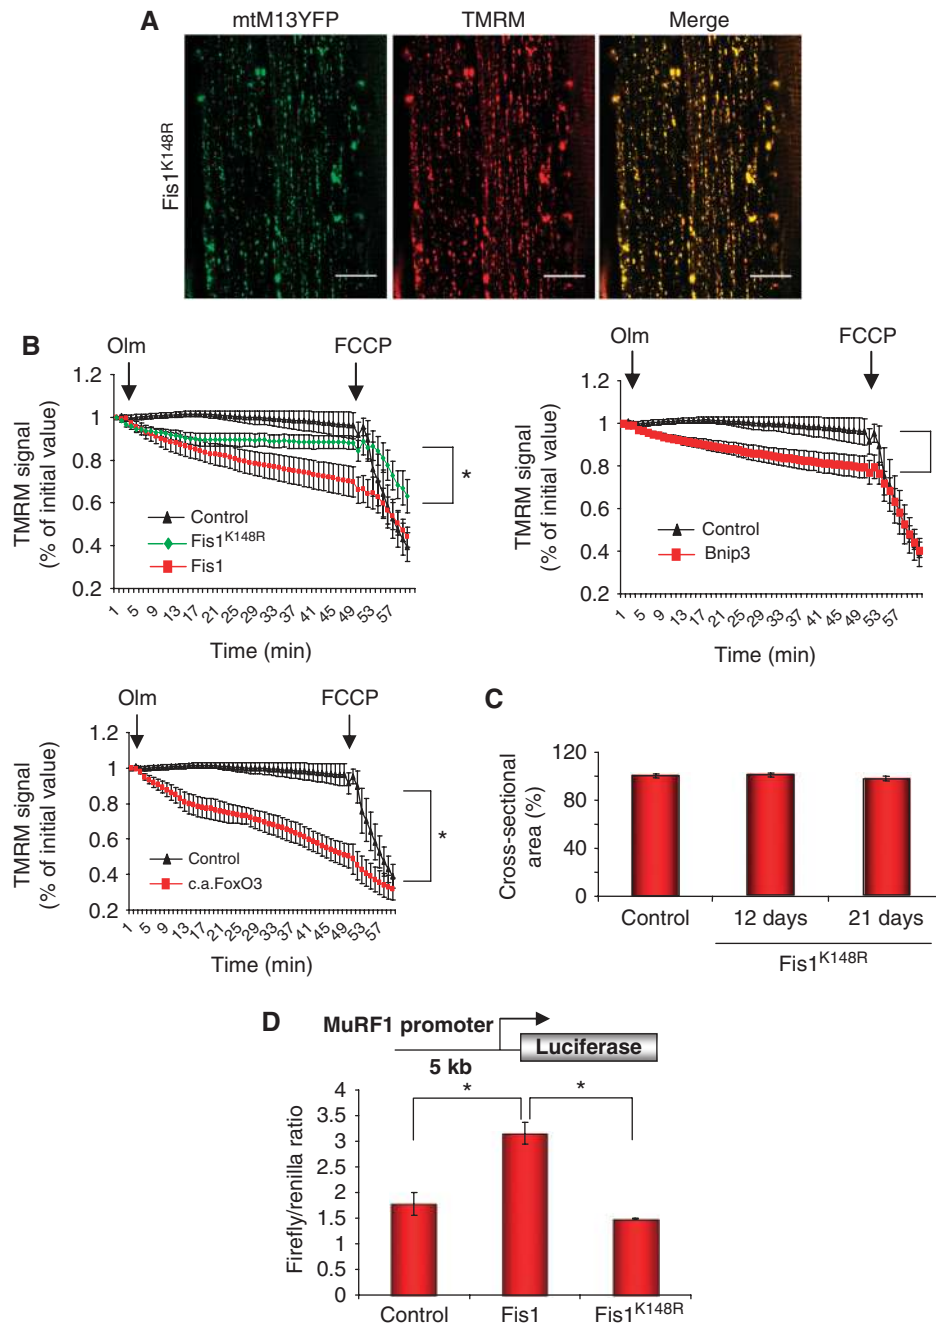 A
mtM13YFP TMRM Merge
Fis1K148R
B
Olm FCCP
TMRM signal
(% of initial value)
1.2
1
0.8
0.6
0.4
0.2
*
Control
Fis1K148R
Fis1
1 5 9 13 17 21 25 29 33 37 41 45 49 53 57
Time (min)
Olm FCCP
TMRM signal
(% of initial value)
1.2
1
0.8
0.6
0.4
0.2
Control
Bnip3
1 5 9 13 17 21 25 29 33 37 41 45 49 53 57
Time (min)
Olm FCCP
TMRM signal
(% of initial value)
1.2
1
0.8
0.6
0.4
0.2
*
Control
c.a.FoxO3
1 5 9 13 17 21 25 29 33 37 41 45 49 53 57
Time (min)
C
Cross-sectional
area (%)
120
80
40
0
Control 12 days 21 days
Fis1K148R
D
MuRF1 promoter
Luciferase
5 kb
Firefly/renilla ratio
4
3.5
3
2.5
2
1.5
1
0.5
0
* *
Control Fis1 Fis1K148R